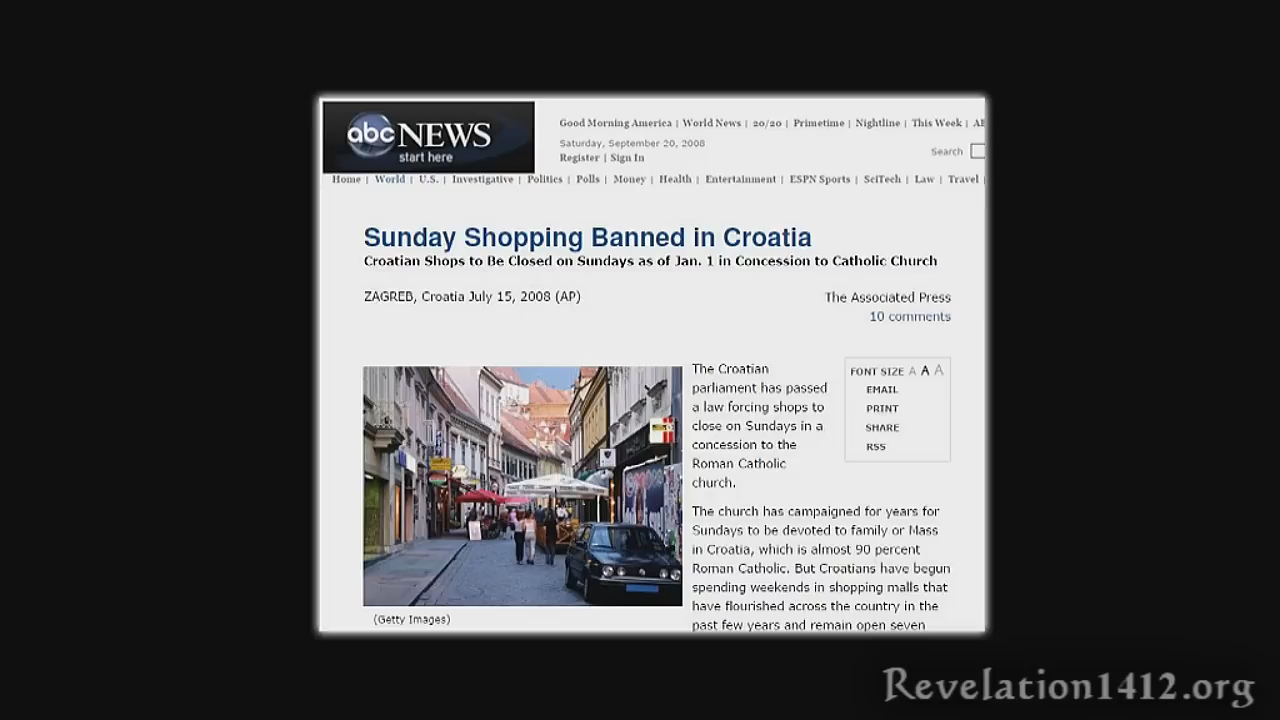 abc NEWS
start here
Good Morning America | World News | 20/20 | Primetime | Nightline | This Week |
Saturday, September 20, 2008
Register | Sign In
Search
Home | World | U.S. | Investigative | Politics | Polls | Money | Health | Entertainment | ESPN Sports | SciTech | Law | Travel |
Sunday Shopping Banned in Croatia
Croatian Shops to Be Closed on Sundays as of Jan. 1 in Concession to Catholic Church
ZAGREB, Croatia July 15, 2008 (AP)
The Associated Press
10 comments
The Croatian
parliament has passed
a law forcing shops to
close on Sundays in a
concession to the
Roman Catholic
church.
FONT SIZE A A A
EMAIL
PRINT
SHARE
RSS
The church has campaigned for years for
Sundays to be devoted to family or Mass
in Croatia, which is almost 90 percent
Roman Catholic. But Croatians have begun
spending weekends in shopping malls that
have flourished across the country in the
past few years and remain open seven
(Getty Images)
Revelation1412.org